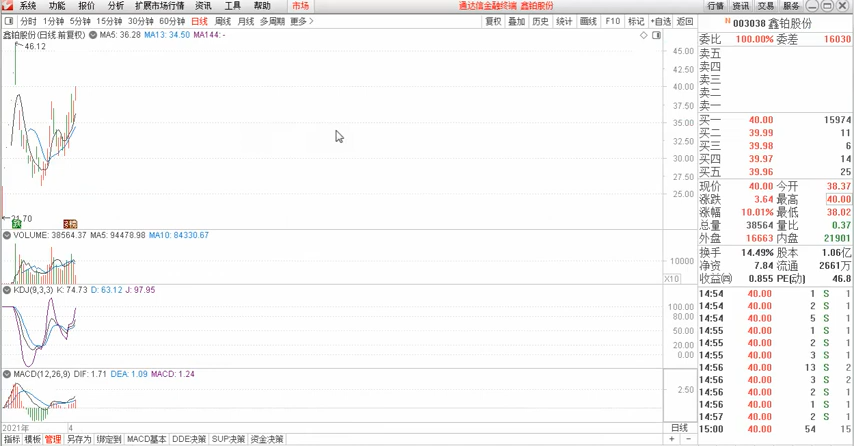 系统 功能 报价 分析 扩展市场行情 资讯 工具 帮助 市场 通达信金融终端 鑫铂股份 行情 资讯 交易 服务
分时 1分钟 5分钟 15分钟 30分钟 60分钟 日线 周线 月线 多周期 更多> 复权 叠加 历史 统计 画线 F10 标记 +自选 返回
鑫铂股份(日线 前复权) MA5: 36.28 MA13: 34.50 MA144: -
46.12
45.00
42.50
40.00
37.50
35.00
32.50
30.00
27.50
25.00
21.70
VOLUME: 38564.37 MA5: 94478.98 MA10: 84330.67
10000
X10
KDJ(9,3,3) K: 74.73 D: 63.12 J: 97.95
100.00
80.00
50.00
20.00
0.00
MACD(12,26,9) DIF: 1.71 DEA: 1.09 MACD: 1.24
2.50
2021年 4 日线
指标 模板 管理 另存为 绑定到 MACD基本 DDE决策 SUP决策 资金决策 + -
N 003038 鑫铂股份
委比 100.00% 委差 16030
卖五
卖四
卖三
卖二
卖一
买一 40.00 15974
买二 39.99 11
买三 39.98 6
买四 39.97 14
买五 39.96 25
现价 40.00 今开 38.37
涨跌 3.64 最高 40.00
涨幅 10.01% 最低 38.02
总量 38564 量比 0.37
外盘 16663 内盘 21901
换手 14.49% 股本 1.06亿
净资 7.84 流通 2661万
收益㈣ 0.855 PE(动) 46.8
14:54 40.00 1 S 1
14:54 40.00 2 S 1
14:54 40.00 5 S 1
14:55 40.00 1 S 1
14:55 40.00 2 S 1
14:55 40.00 3 S 1
14:56 40.00 13 S 2
14:56 40.00 3 S 2
14:56 40.00 2 S 1
14:56 40.00 1 S 1
14:57 40.00 2 S 1
15:00 40.00 54 15